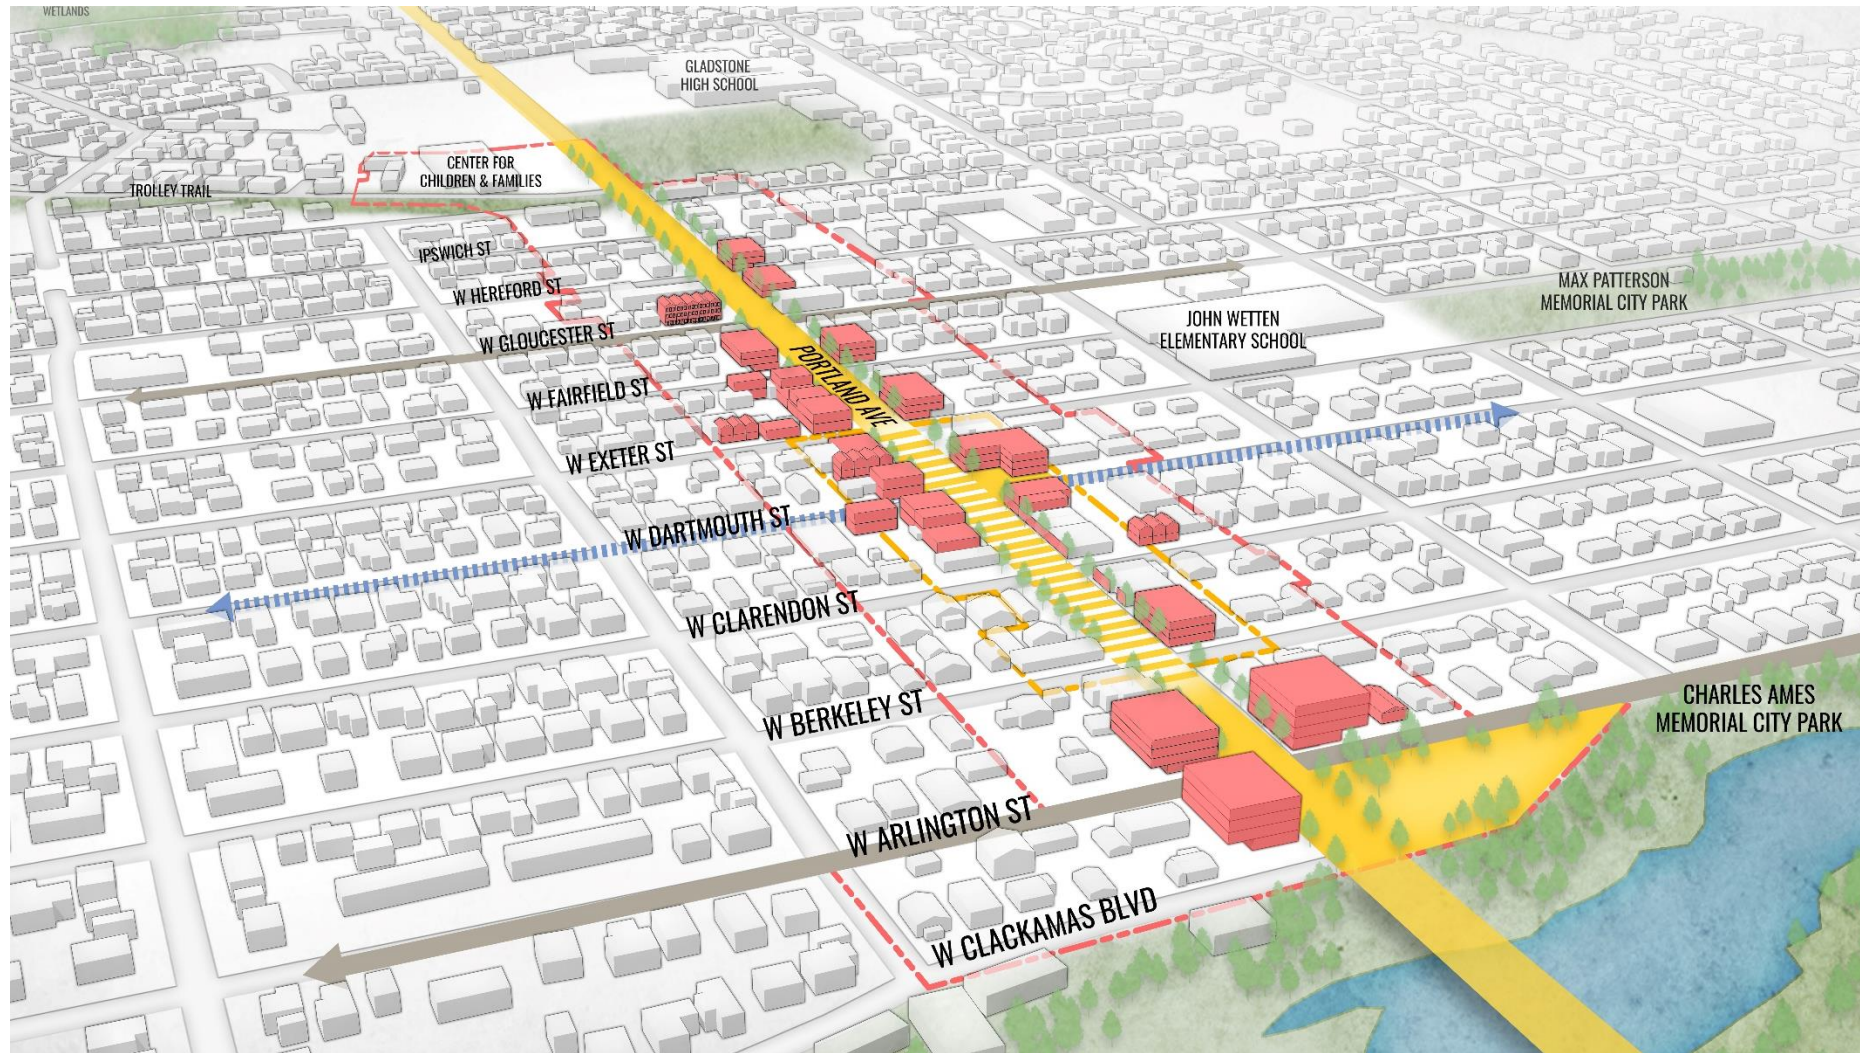 WETLANDS
GLADSTONE
HIGH SCHOOL
CENTER FOR
CHILDREN & FAMILIES
TROLLEY TRAIL
IPSWICH ST
W HEREFORD ST
MAX PATTERSON
MEMORIAL CITY PARK
JOHN WETTEN
ELEMENTARY SCHOOL
W GLOUCESTER ST
PORTLAND AVE
W FAIRFIELD ST
W EXETER ST
W DARTMOUTH ST
W CLARENDON ST
W BERKELEY ST
CHARLES AMES
MEMORIAL CITY PARK
W ARLINGTON ST
W CLACKAMAS BLVD